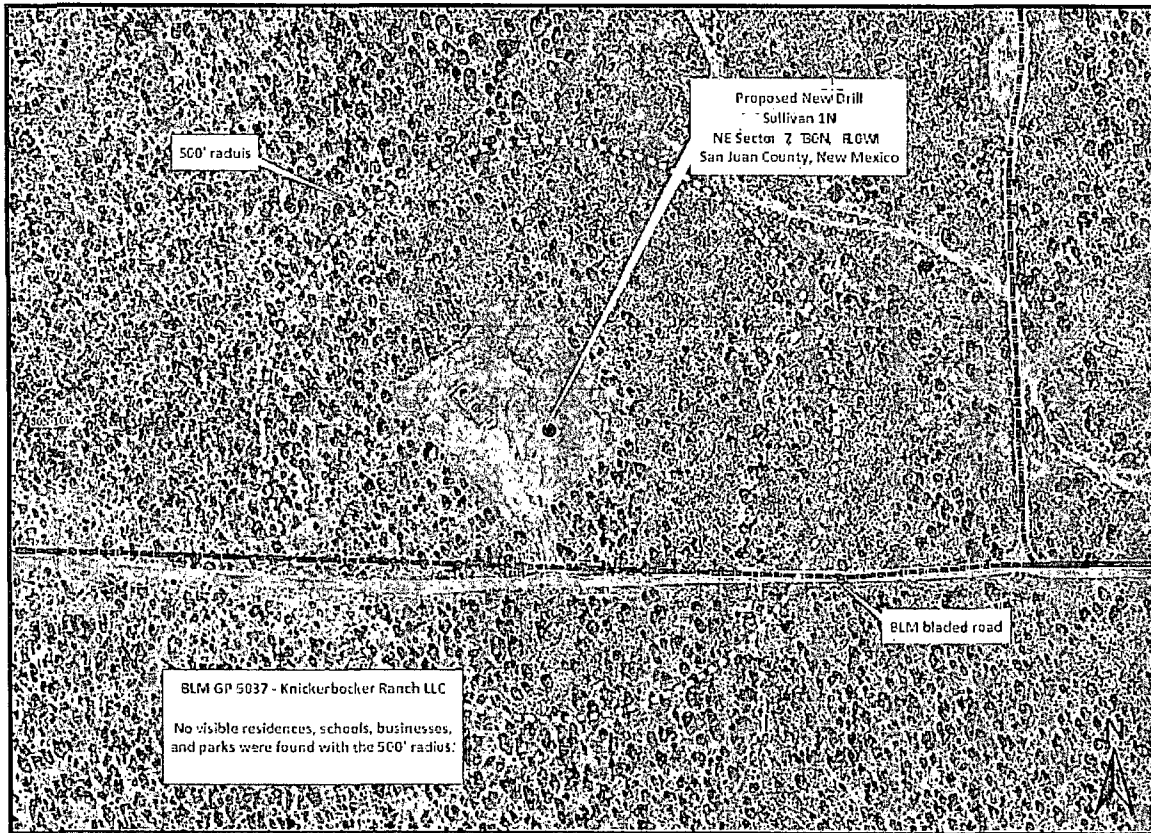 Proposed New Drill
Sullivan 1N
NE Sector 7, T30N, R10W
San Juan County, New Mexico
500' raduis
BLM bladed road
BLM GP 5037 - Knickerbocker Ranch LLC
No visible residences, schools, businesses,
and parks were found with the 500' radius.
N